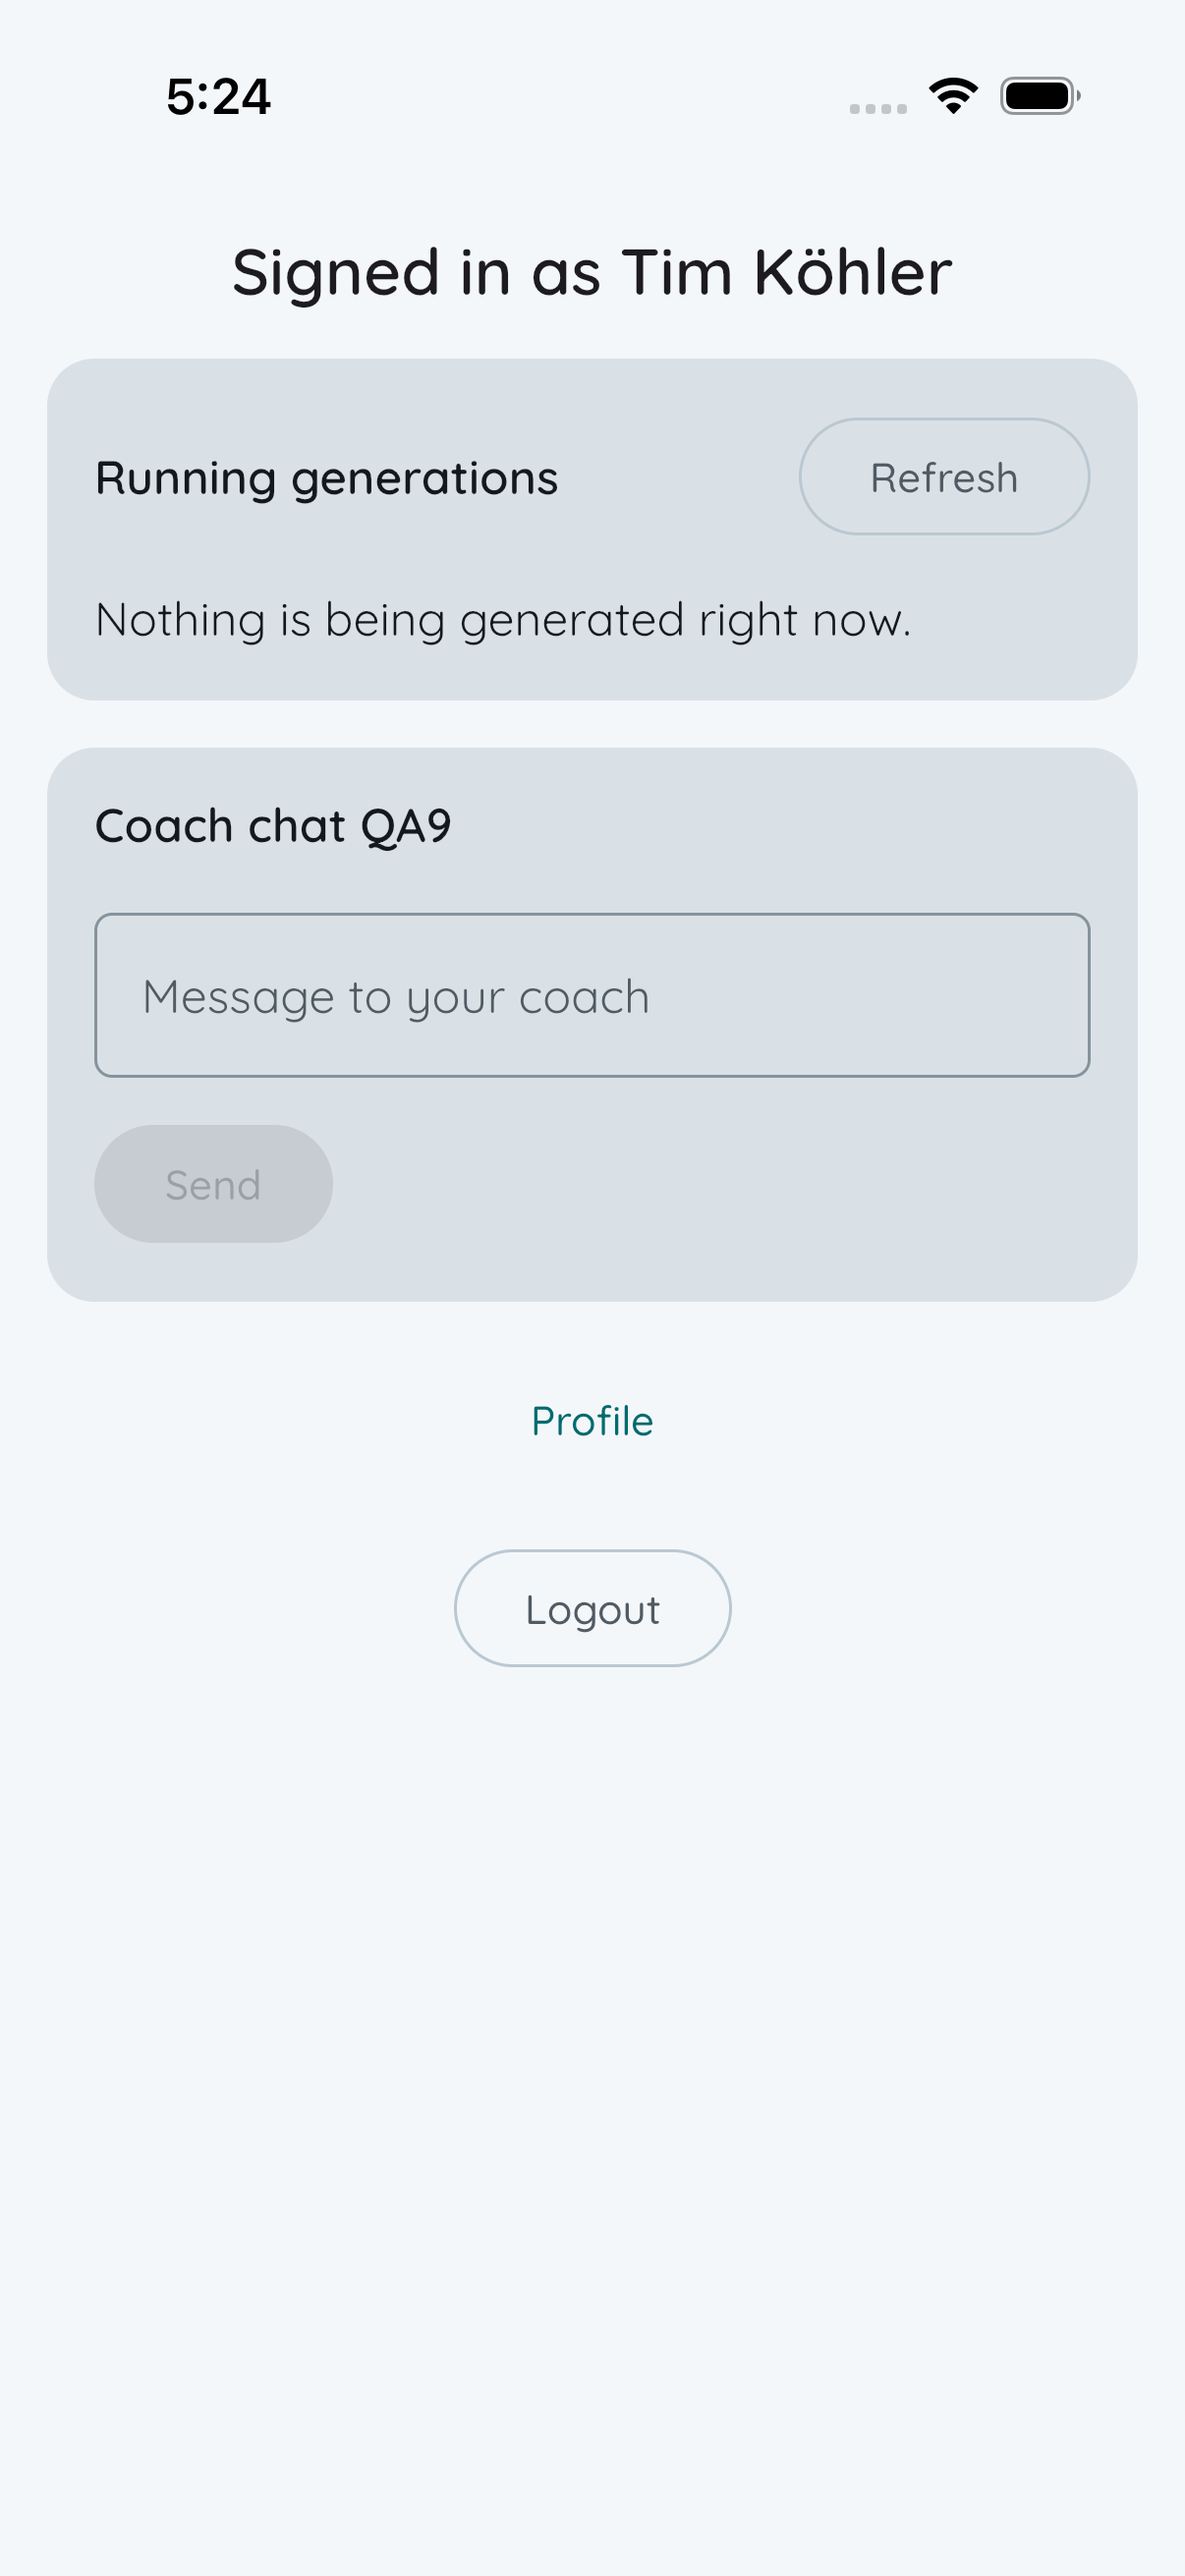 5:24
Signed in as Tim Köhler
Running generations
Refresh
Nothing is being generated right now.
Coach chat QA9
Message to your coach
Send
Profile
Logout